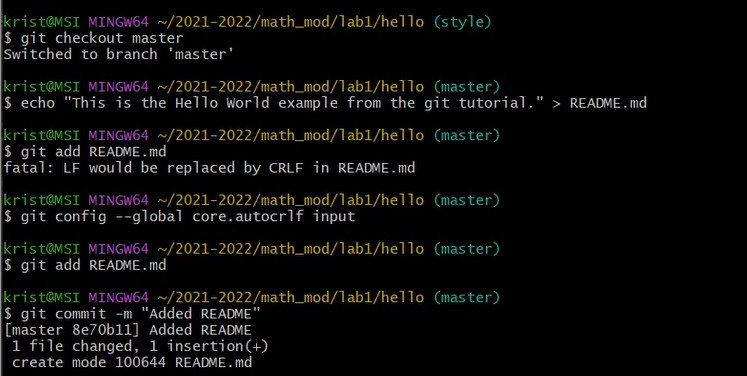 krist@MSI MINGW64 ~/2021-2022/math_mod/lab1/hello (style)
$ git checkout master
Switched to branch 'master'
krist@MSI MINGW64 ~/2021-2022/math_mod/lab1/hello (master)
$ echo "This is the Hello World example from the git tutorial." > README.md
krist@MSI MINGW64 ~/2021-2022/math_mod/lab1/hello (master)
$ git add README.md
fatal: LF would be replaced by CRLF in README.md
krist@MSI MINGW64 ~/2021-2022/math_mod/lab1/hello (master)
$ git config --global core.autocrlf input
krist@MSI MINGW64 ~/2021-2022/math_mod/lab1/hello (master)
$ git add README.md
krist@MSI MINGW64 ~/2021-2022/math_mod/lab1/hello (master)
$ git commit -m "Added README"
[master 8e70b11] Added README
 1 file changed, 1 insertion(+)
 create mode 100644 README.md